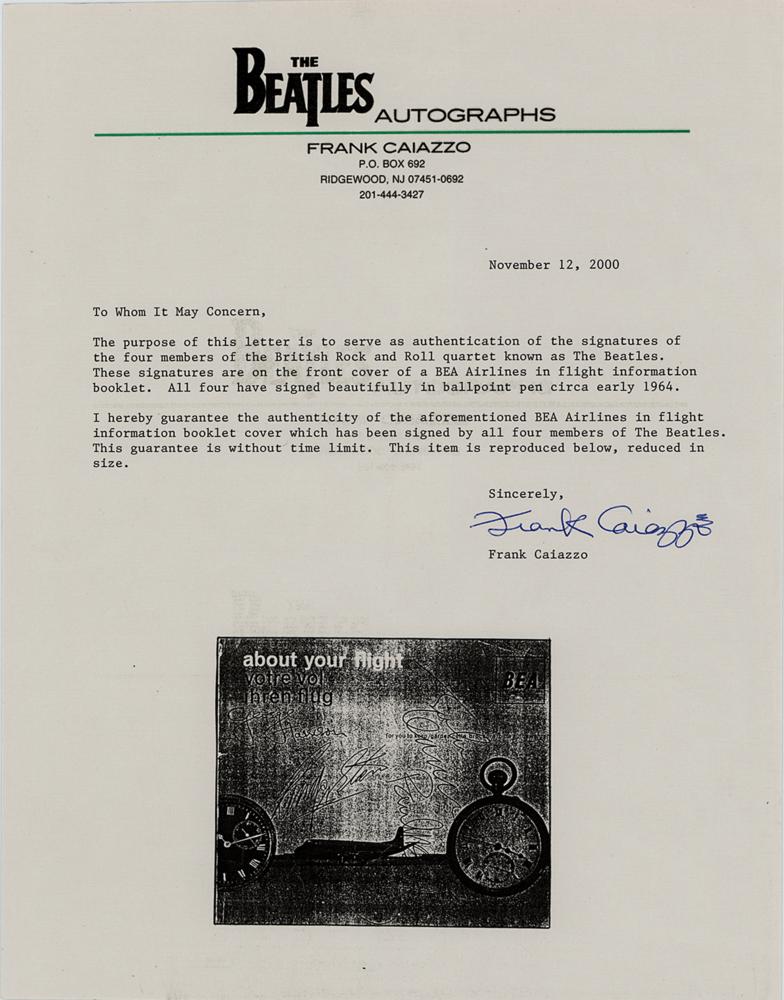 THE
BEATLES AUTOGRAPHS
FRANK CAIAZZO
P.O. BOX 692
RIDGEWOOD, NJ 07451-0692
201-444-3427
November 12, 2000
To Whom It May Concern,
The purpose of this letter is to serve as authentication of the signatures of
the four members of the British Rock and Roll quartet known as The Beatles.
These signatures are on the front cover of a BEA Airlines in flight information
booklet. All four have signed beautifully in ballpoint pen circa early 1964.
I hereby guarantee the authenticity of the aforementioned BEA Airlines in flight
information booklet cover which has been signed by all four members of The Beatles.
This guarantee is without time limit. This item is reproduced below, reduced in
size.
Sincerely,
Frank Caiazzo
Frank Caiazzo
about your flight
votre vol
ihren flug
BEA
Harrison
for you to keep